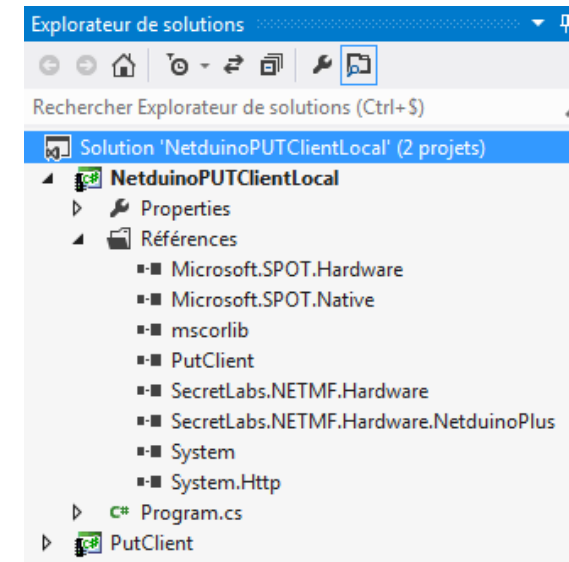 Explorateur de solutions
Rechercher Explorateur de solutions (Ctrl+$)
Solution 'NetduinoPUTClientLocal' (2 projets)
NetduinoPUTClientLocal
Properties
Références
Microsoft.SPOT.Hardware
Microsoft.SPOT.Native
mscorlib
PutClient
SecretLabs.NETMF.Hardware
SecretLabs.NETMF.Hardware.NetduinoPlus
System
System.Http
C# Program.cs
PutClient